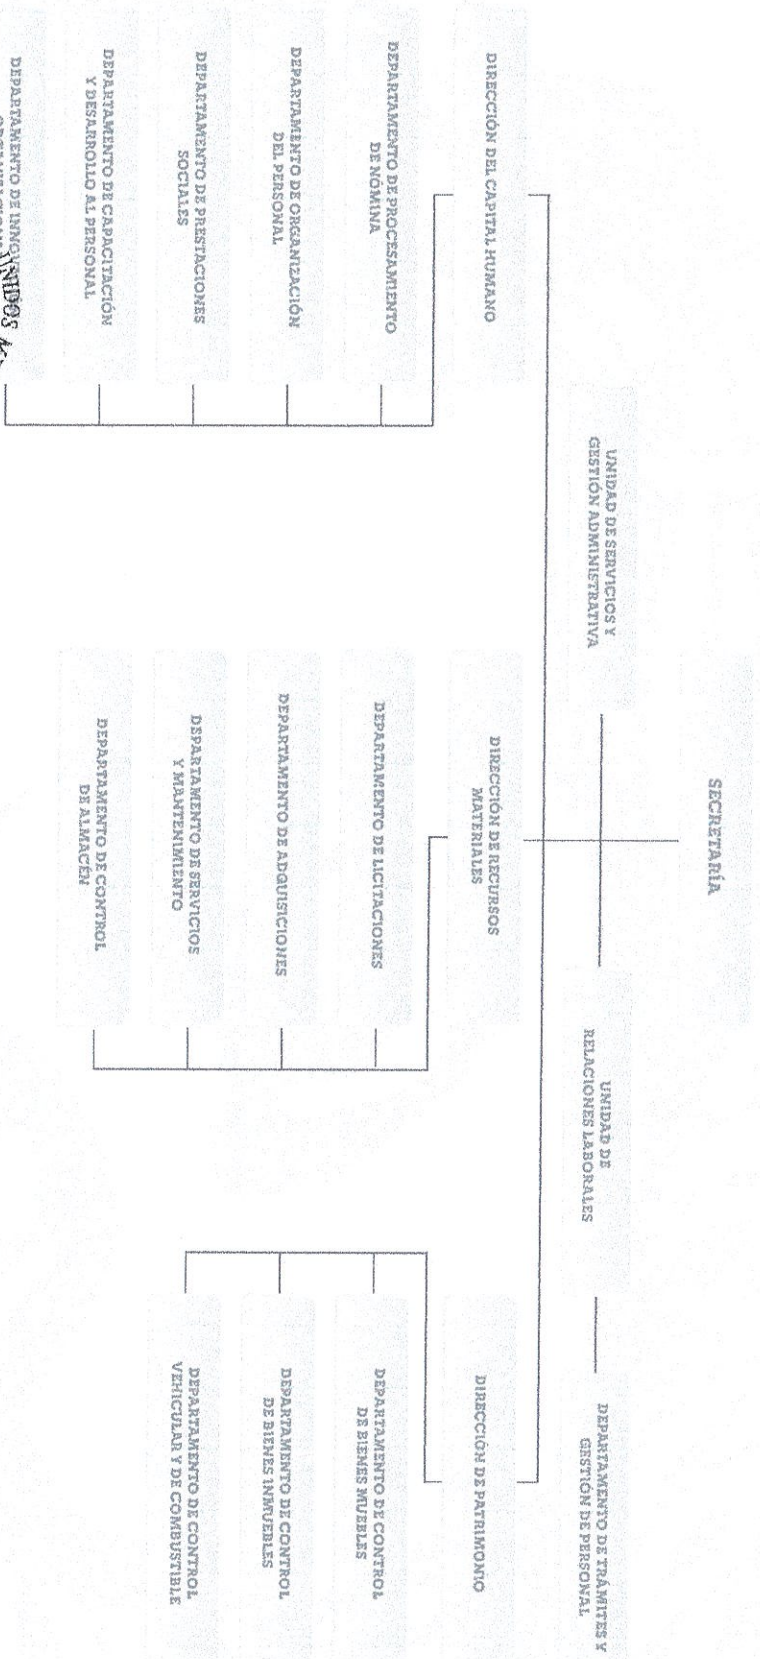 SECRETARÍA
UNIDAD DE SERVICIOS Y
GESTIÓN ADMINISTRATIVA
UNIDAD DE
RELACIONES LABORALES
DEPARTAMENTO DE TRÁMITES Y
GESTIÓN DE PERSONAL
DIRECCIÓN DEL CAPITAL HUMANO
DEPARTAMENTO DE PROCESAMIENTO
DE NÓMINA
DEPARTAMENTO DE ORGANIZACIÓN
DEL PERSONAL
DEPARTAMENTO DE PRESTACIONES
SOCIALES
DEPARTAMENTO DE CAPACITACIÓN
Y DESARROLLO AL PERSONAL
DEPARTAMENTO DE
UNIDOS
DIRECCIÓN DE RECURSOS
MATERIALES
DEPARTAMENTO DE LICITACIONES
DEPARTAMENTO DE ADQUISICIONES
DEPARTAMENTO DE SERVICIOS
Y MANTENIMIENTO
DEPARTAMENTO DE CONTROL
DE ALMACÉN
DIRECCIÓN DE PATRIMONIO
DEPARTAMENTO DE CONTROL
DE BIENES MUEBLES
DEPARTAMENTO DE CONTROL
DE BIENES INMUEBLES
DEPARTAMENTO DE CONTROL
VEHICULAR Y DE COMBUSTIBLE